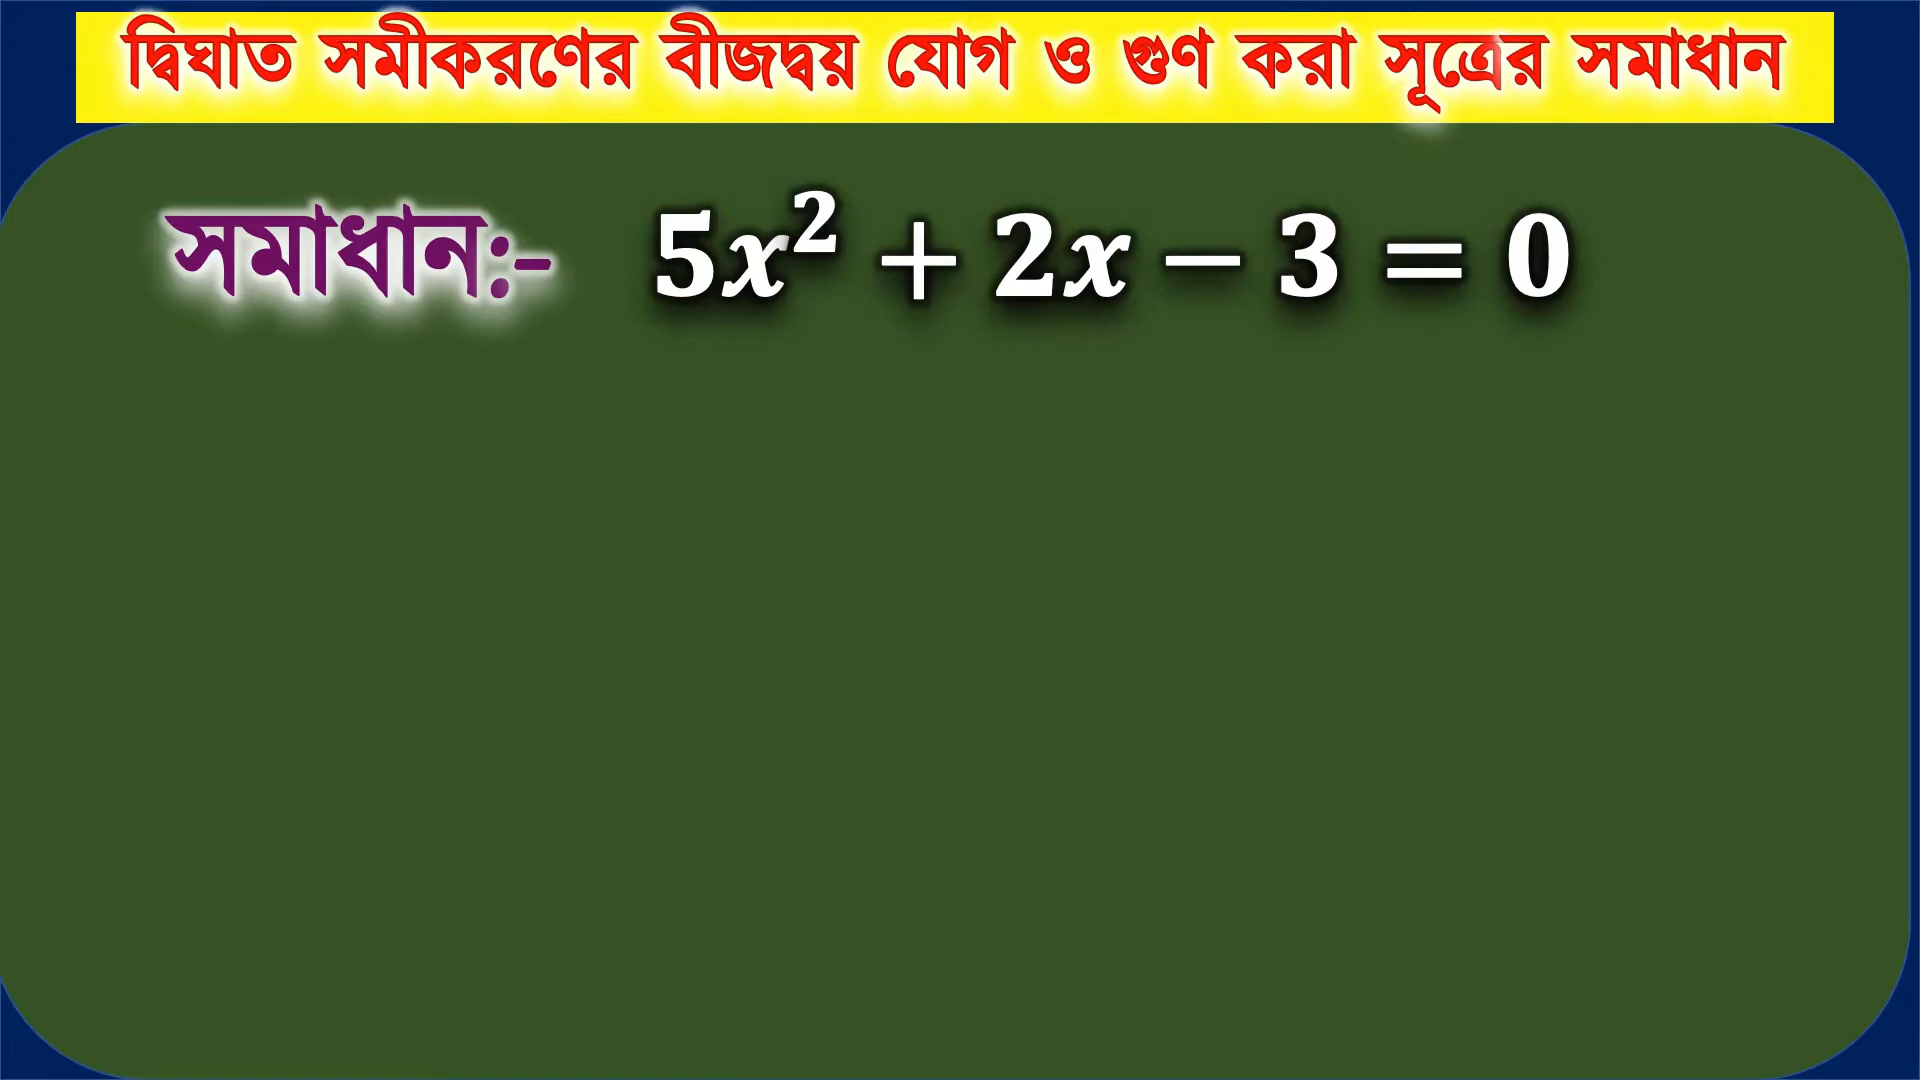 দ্বিঘাত সমীকরণের বীজদ্বয় যোগ ও গুণ করা সূত্রের সমাধান
সমাধান:- 5x² + 2x − 3 = 0